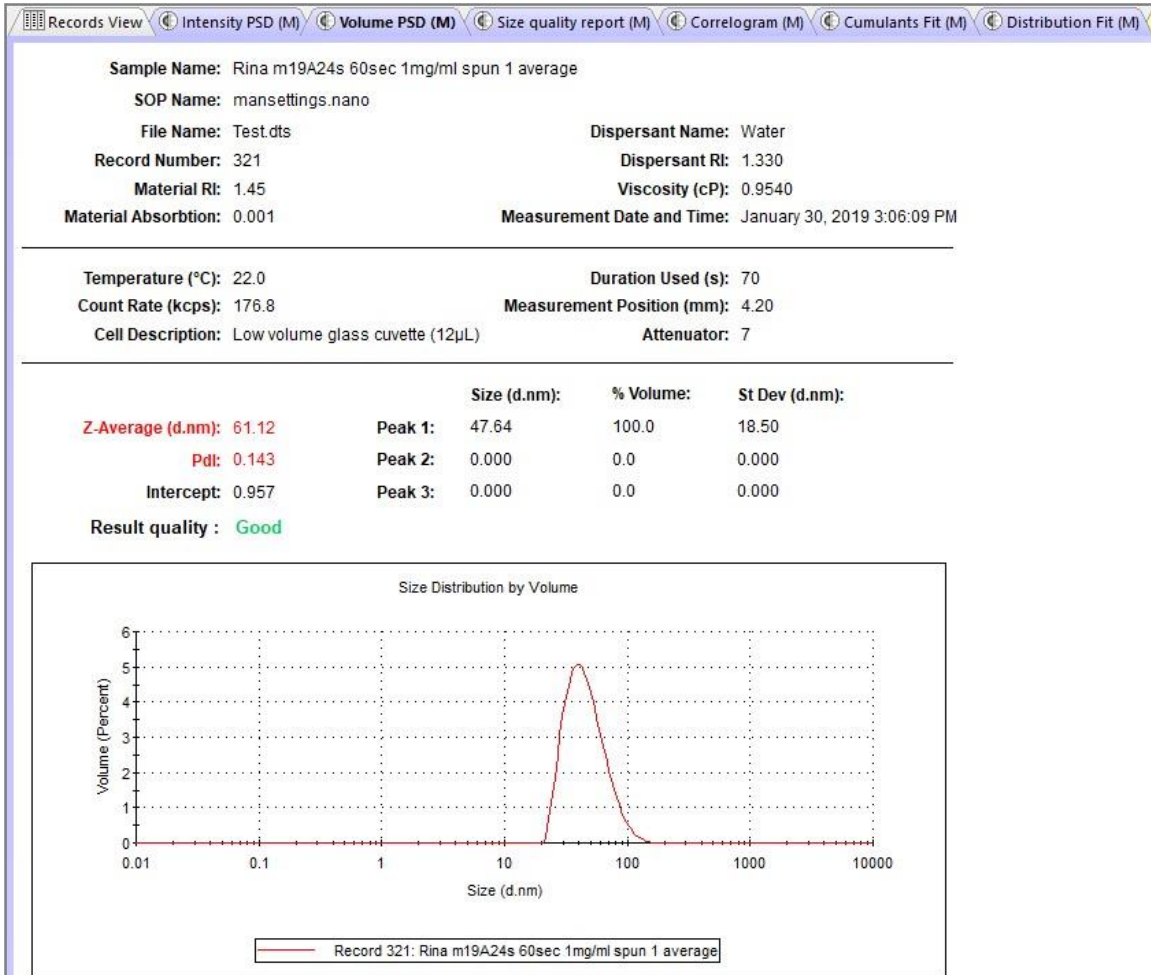 Records View Intensity PSD (M) Volume PSD (M) Size quality report (M) Correlogram (M) Cumulants Fit (M) Distribution Fit (M)
Sample Name: Rina m19A24s 60sec 1mg/ml spun 1 average
SOP Name: mansettings.nano
File Name: Test.dts Dispersant Name: Water
Record Number: 321 Dispersant RI: 1.330
Material RI: 1.45 Viscosity (cP): 0.9540
Material Absorbtion: 0.001 Measurement Date and Time: January 30, 2019 3:06:09 PM
Temperature (°C): 22.0 Duration Used (s): 70
Count Rate (kcps): 176.8 Measurement Position (mm): 4.20
Cell Description: Low volume glass cuvette (12µL) Attenuator: 7
Size (d.nm): % Volume: St Dev (d.nm):
Z-Average (d.nm): 61.12 Peak 1: 47.64 100.0 18.50
PdI: 0.143 Peak 2: 0.000 0.0 0.000
Intercept: 0.957 Peak 3: 0.000 0.0 0.000
Result quality : Good
Size Distribution by Volume
Volume (Percent)
6
5
4
3
2
1
0
0.01 0.1 1 10 100 1000 10000
Size (d.nm)
Record 321: Rina m19A24s 60sec 1mg/ml spun 1 average